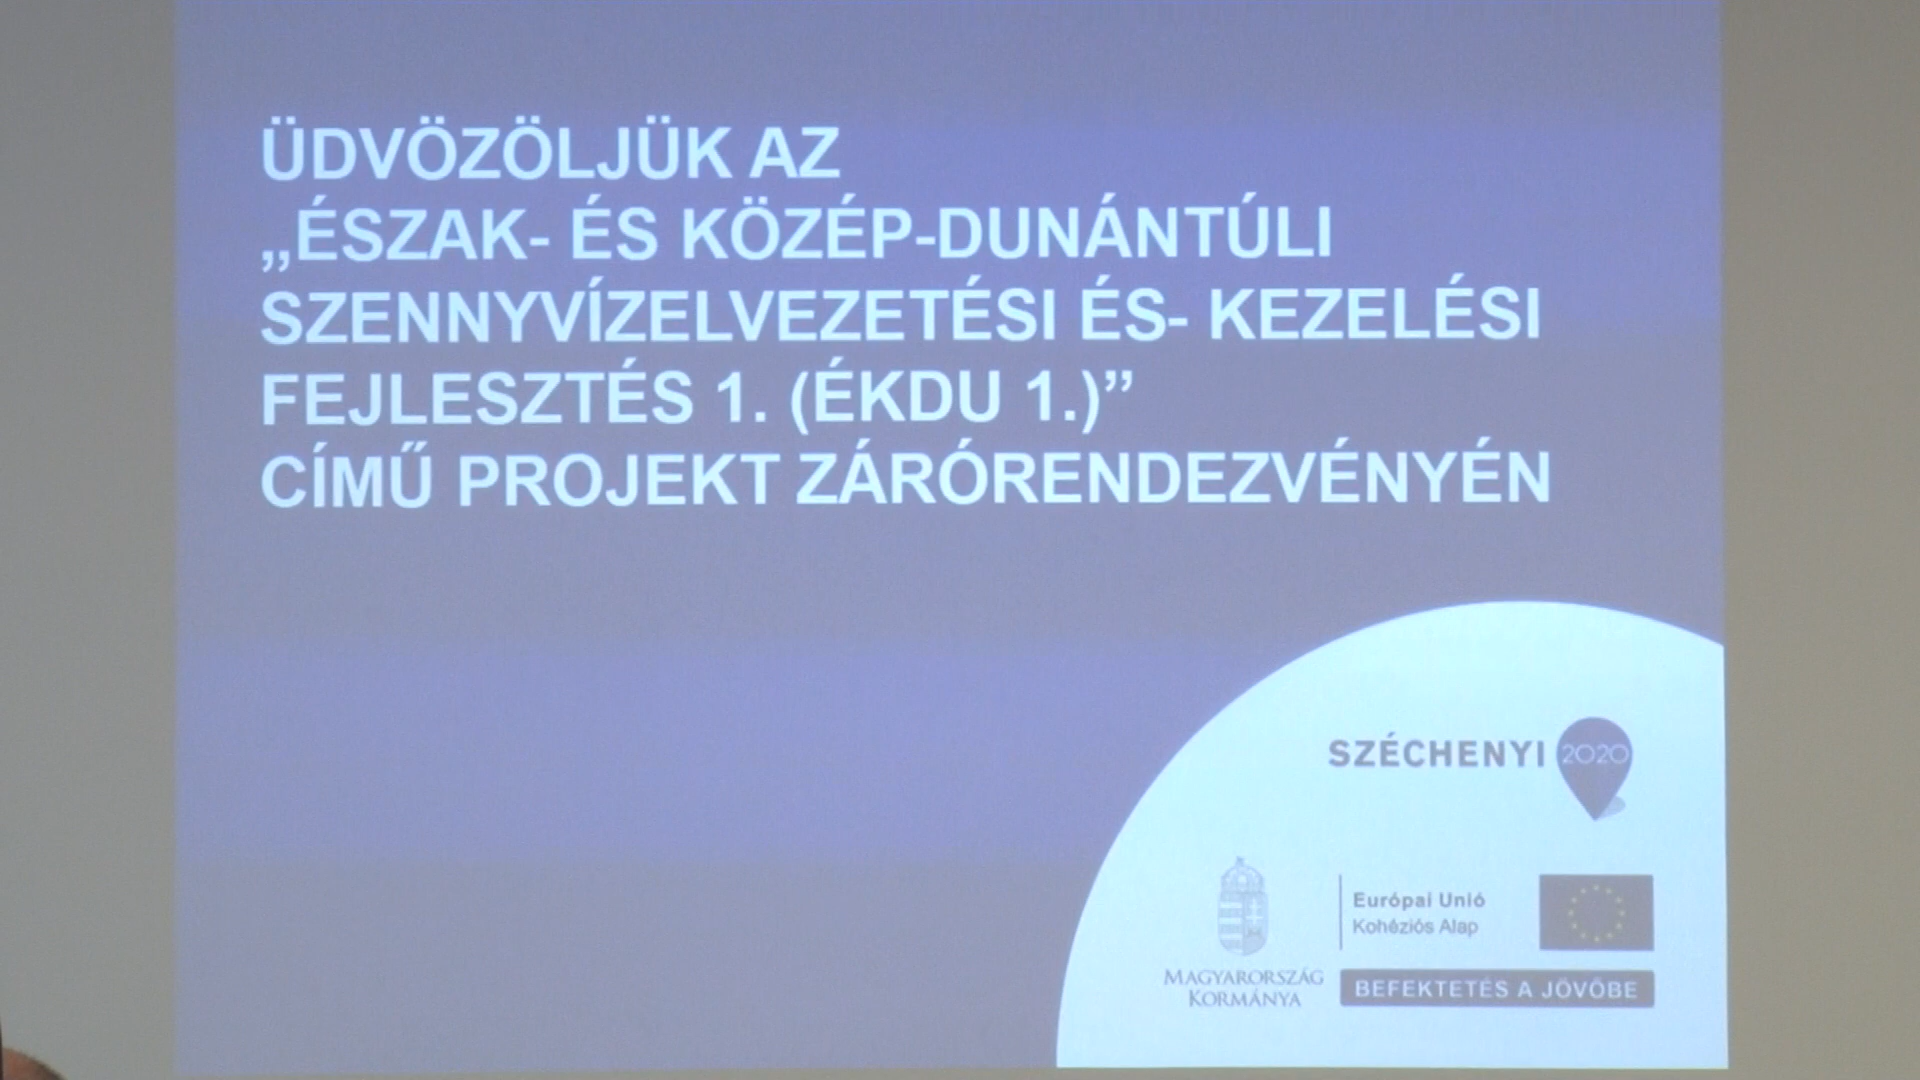 ÜDVÖZÖLJÜK AZ
„ÉSZAK- ÉS KÖZÉP-DUNÁNTÚLI
SZENNYVÍZELVEZETÉSI ÉS- KEZELÉSI
FEJLESZTÉS 1. (ÉKDU 1.)”
CÍMŰ PROJEKT ZÁRÓRENDEZVÉNYÉN
SZÉCHENYI 2020
Európai Unió
Kohéziós Alap
MAGYARORSZÁG
KORMÁNYA
BEFEKTETÉS A JÖVŐBE